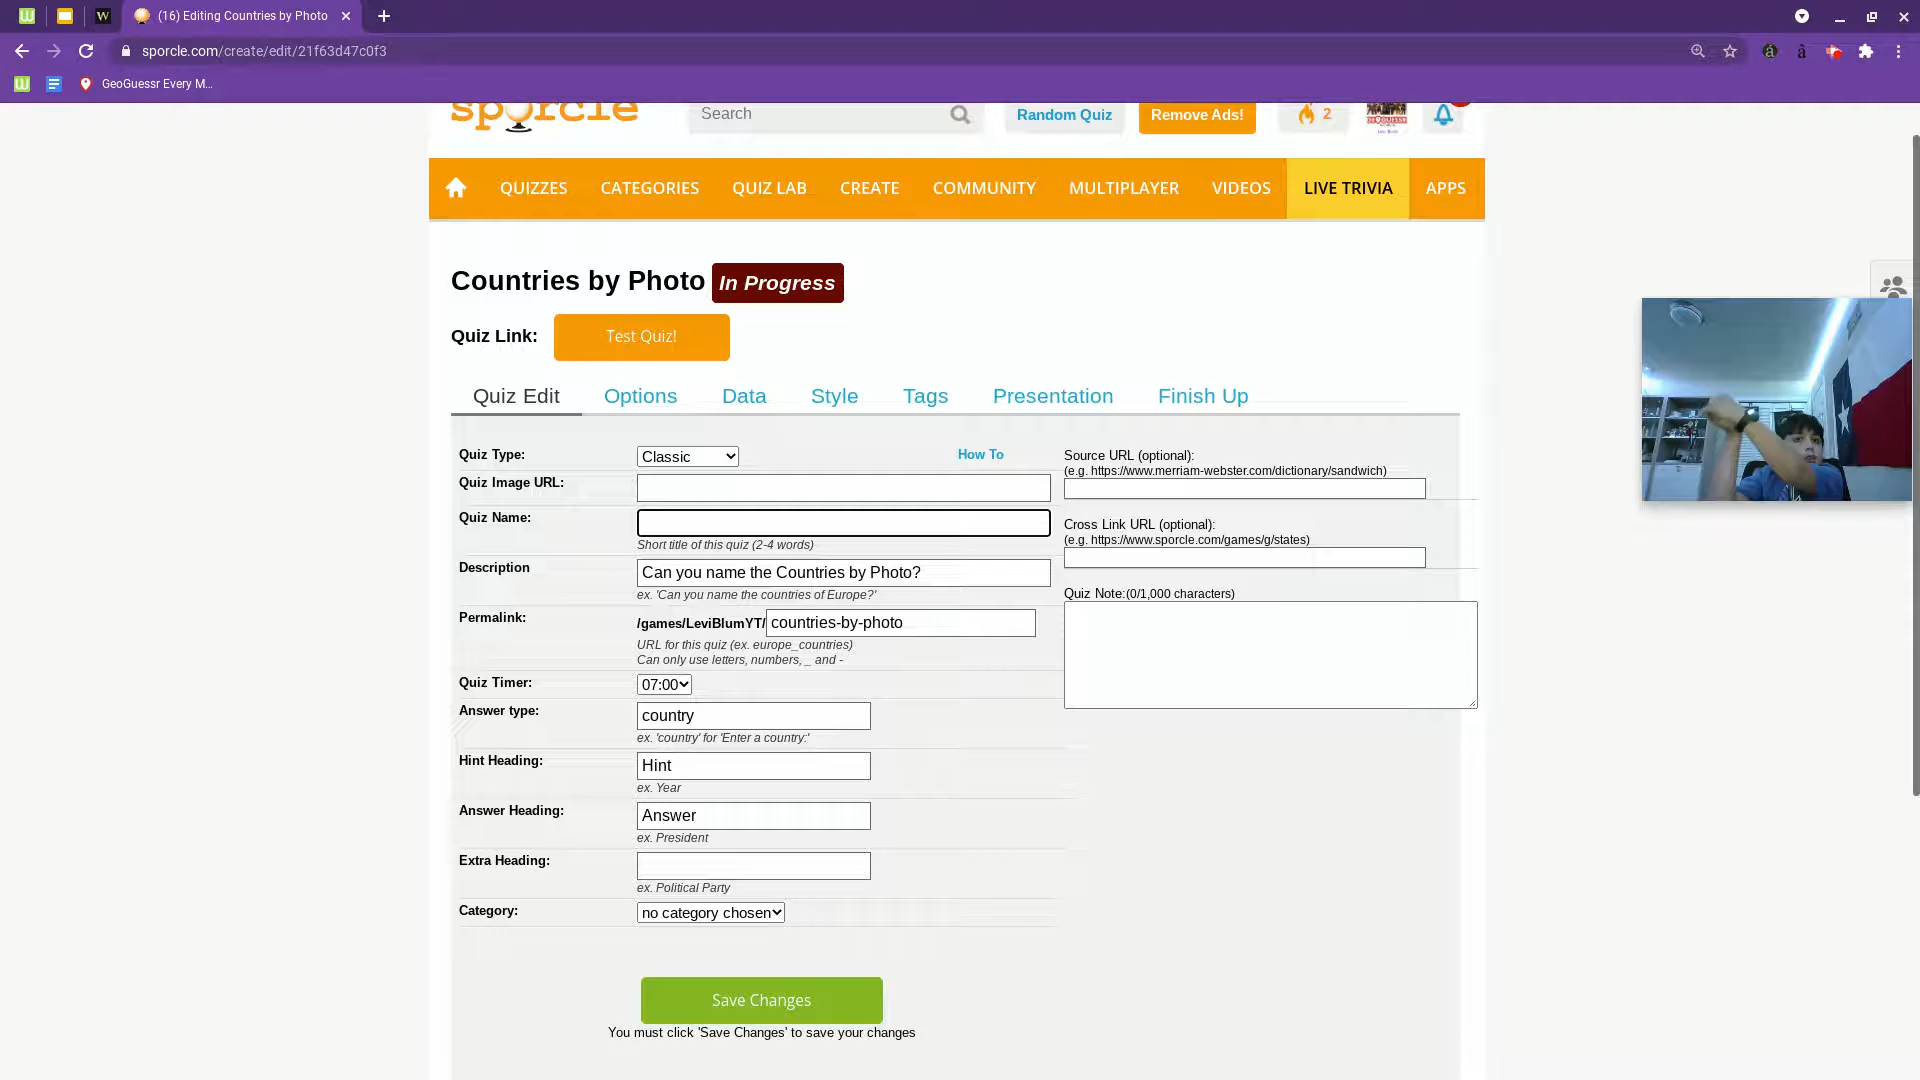 (16) Editing Countries by Photo
sporcle.com/create/edit/21f63d47c0f3
GeoGuessr Every M...
sporcle
Search
Random Quiz
Remove Ads!
2
QUIZZES
CATEGORIES
QUIZ LAB
CREATE
COMMUNITY
MULTIPLAYER
VIDEOS
LIVE TRIVIA
APPS
Countries by Photo In Progress
Quiz Link: Test Quiz!
Quiz Edit
Options
Data
Style
Tags
Presentation
Finish Up
Quiz Type: Classic How To
Quiz Image URL:
Quiz Name:
Short title of this quiz (2-4 words)
Description Can you name the Countries by Photo?
ex. 'Can you name the countries of Europe?'
Permalink: /games/LeviBlumYT/ countries-by-photo
URL for this quiz (ex. europe_countries)
Can only use letters, numbers, _ and -
Quiz Timer: 07:00
Answer type: country
ex. 'country' for 'Enter a country:'
Hint Heading: Hint
ex. Year
Answer Heading: Answer
ex. President
Extra Heading:
ex. Political Party
Category: no category chosen
Source URL (optional):
(e.g. https://www.merriam-webster.com/dictionary/sandwich)
Cross Link URL (optional):
(e.g. https://www.sporcle.com/games/g/states)
Quiz Note:(0/1,000 characters)
Save Changes
You must click 'Save Changes' to save your changes